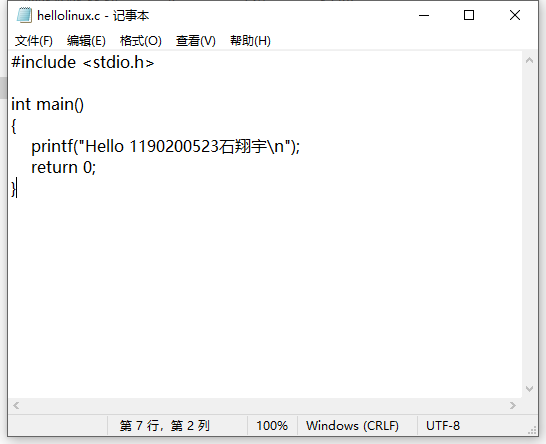 hellolinux.c - 记事本
文件(F) 编辑(E) 格式(O) 查看(V) 帮助(H)
#include <stdio.h>
int main()
{
printf("Hello 1190200523石翔宇\n");
return 0;
}
第 7 行，第 2 列 100% Windows (CRLF) UTF-8